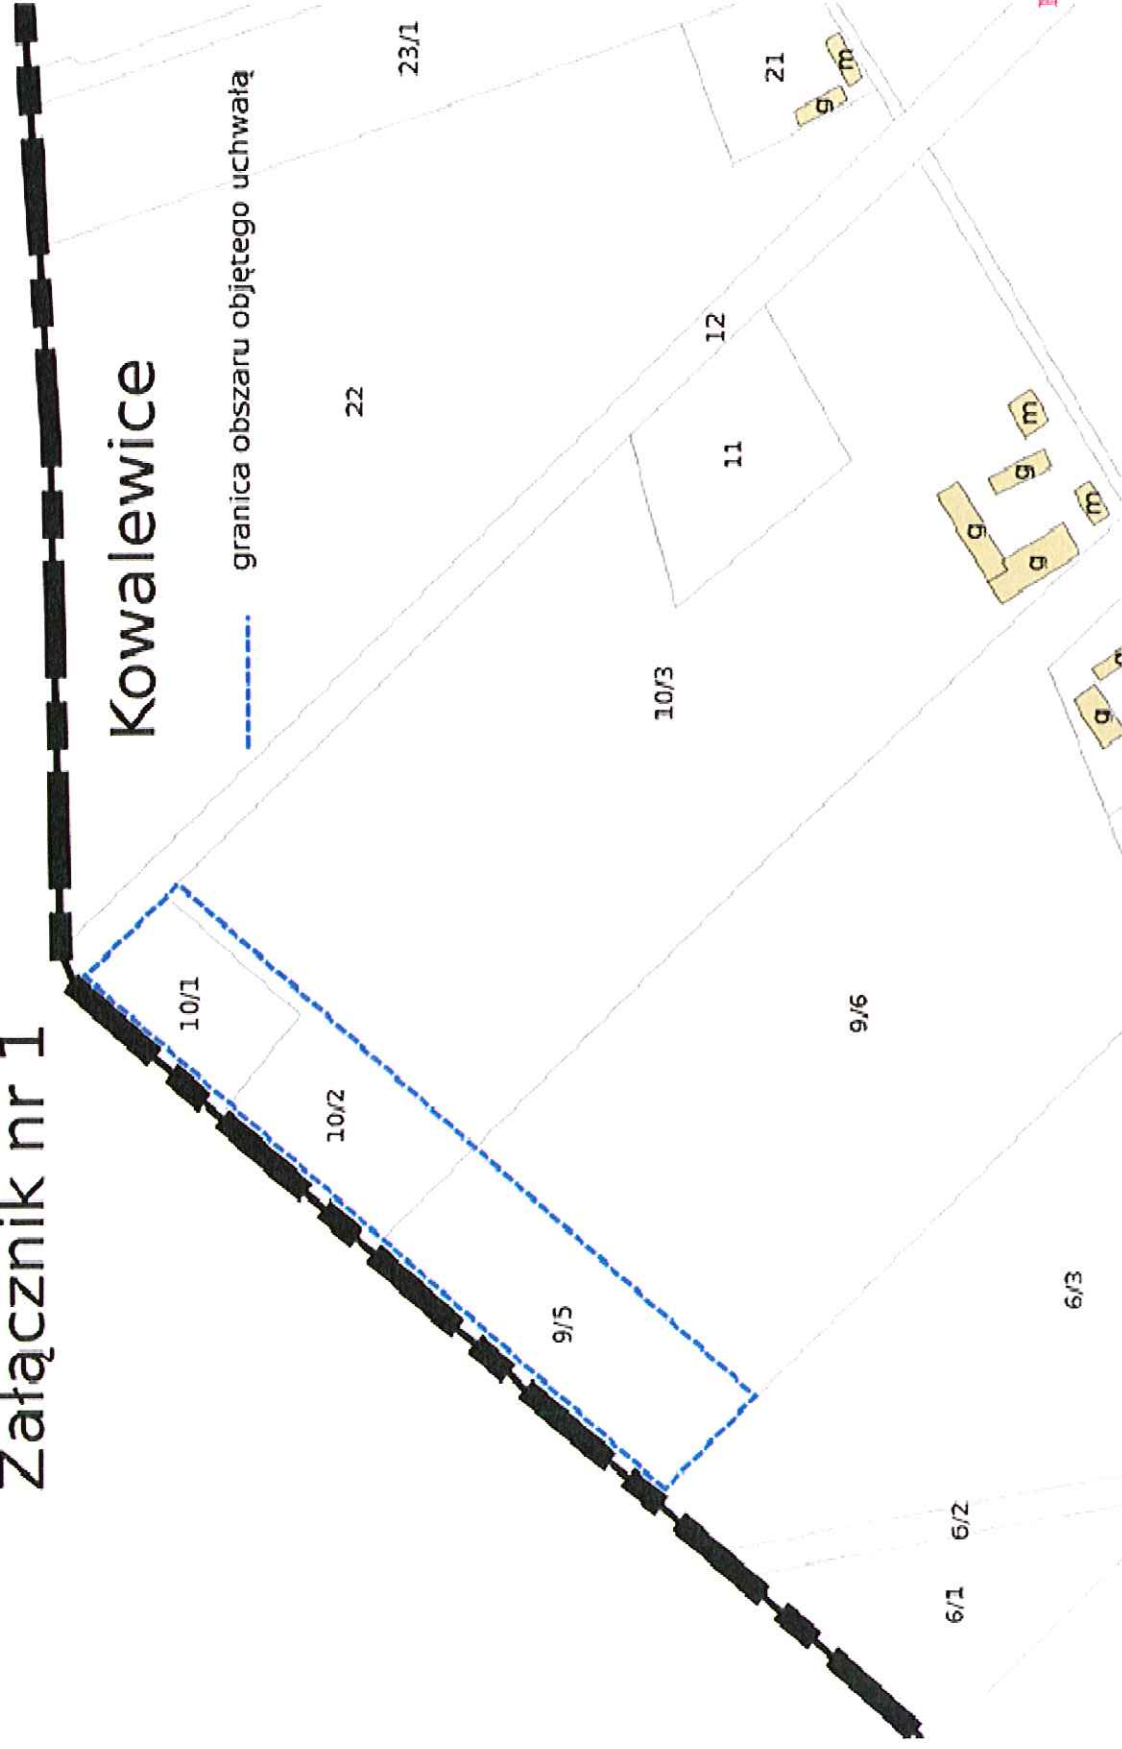 Załącznik nr 1
Kowalewice
granica obszaru objętego uchwałą
23/1
21
m
g
22
12
11
m
g
g
m
g
10/3
g
10/1
10/2
9/6
9/5
6/3
6/2
6/1